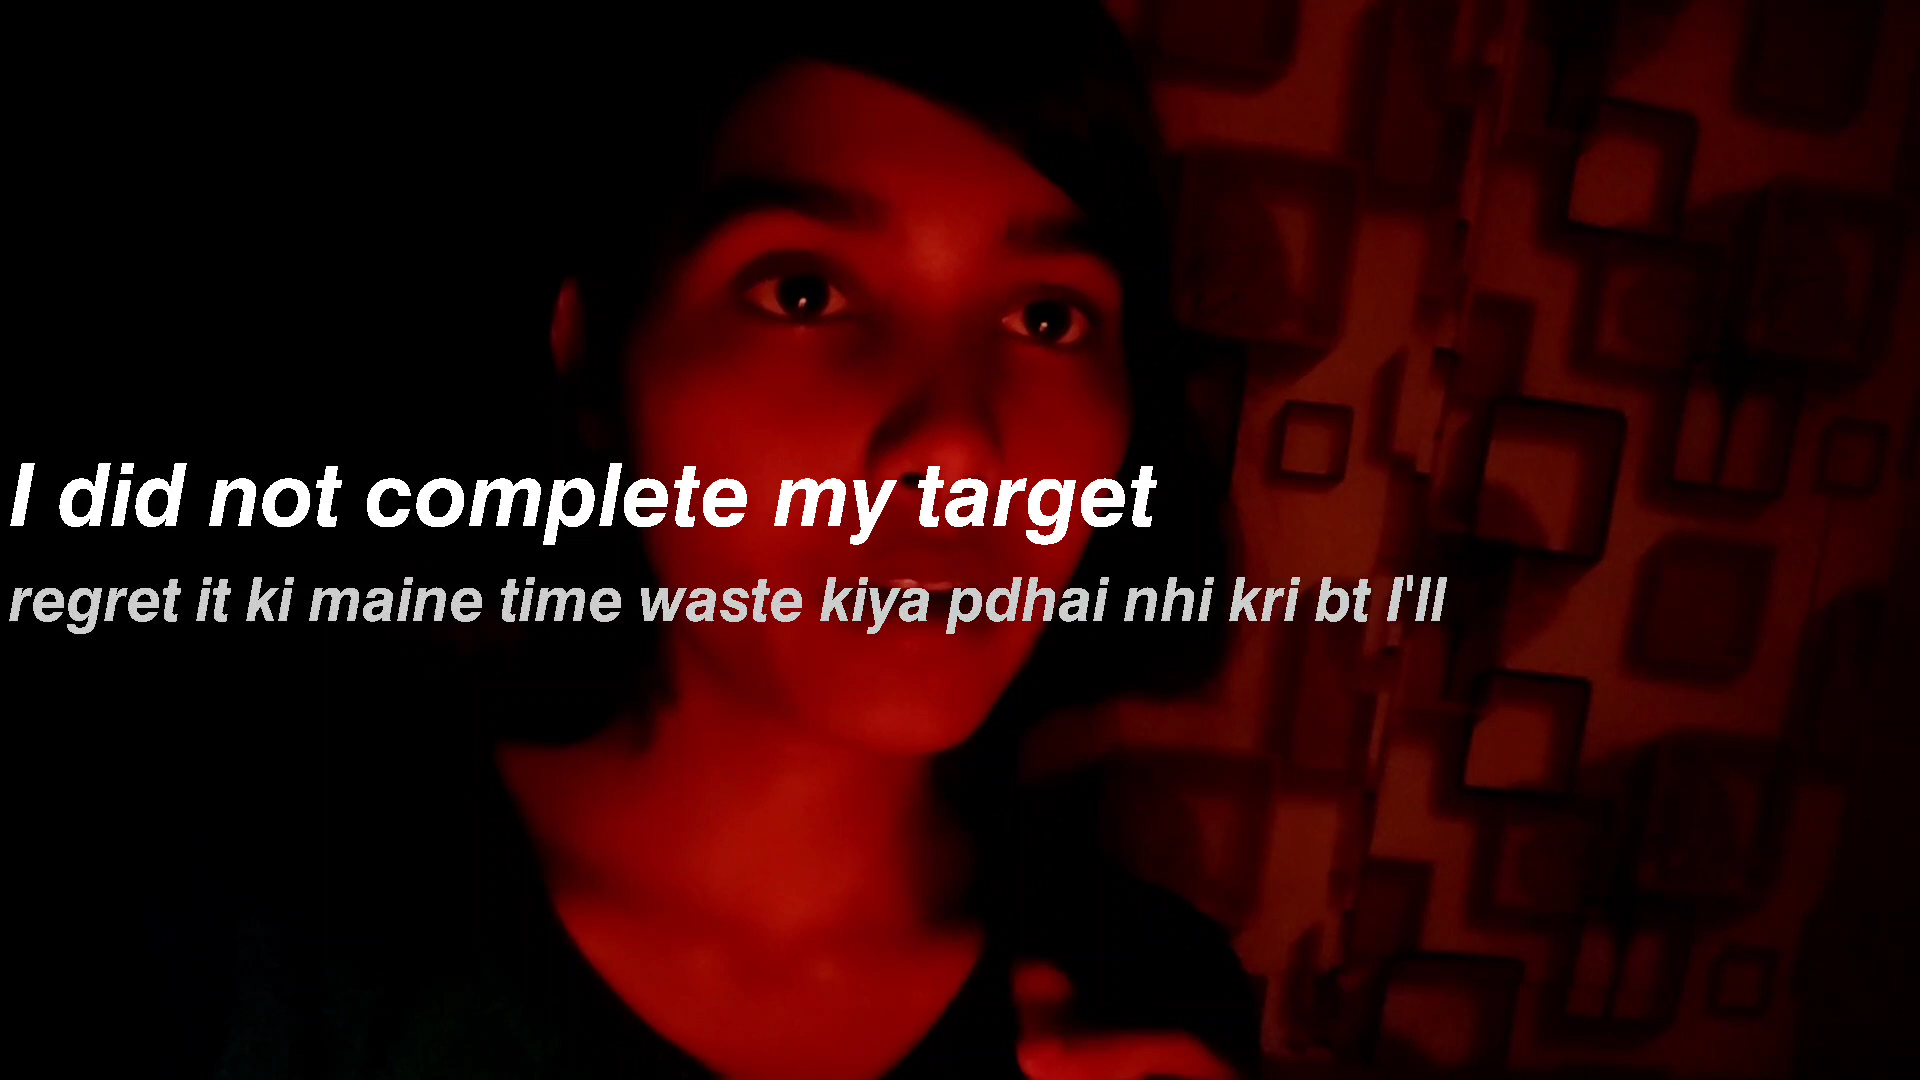 I did not complete my target
regret it ki maine time waste kiya pdhai nhi kri bt I'll